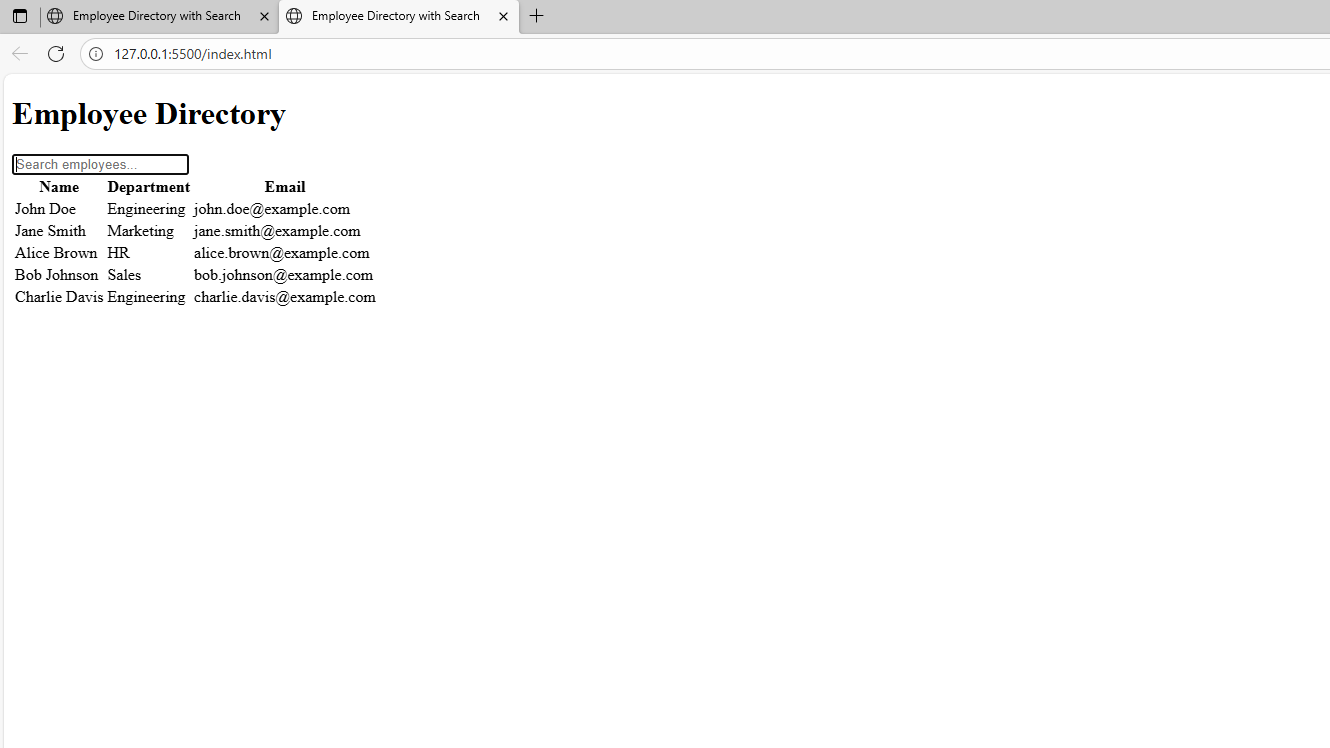 Employee Directory with Search Employee Directory with Search
127.0.0.1:5500/index.html
Employee Directory
Search employees...
Name Department Email
John Doe Engineering john.doe@example.com
Jane Smith Marketing jane.smith@example.com
Alice Brown HR alice.brown@example.com
Bob Johnson Sales bob.johnson@example.com
Charlie Davis Engineering charlie.davis@example.com